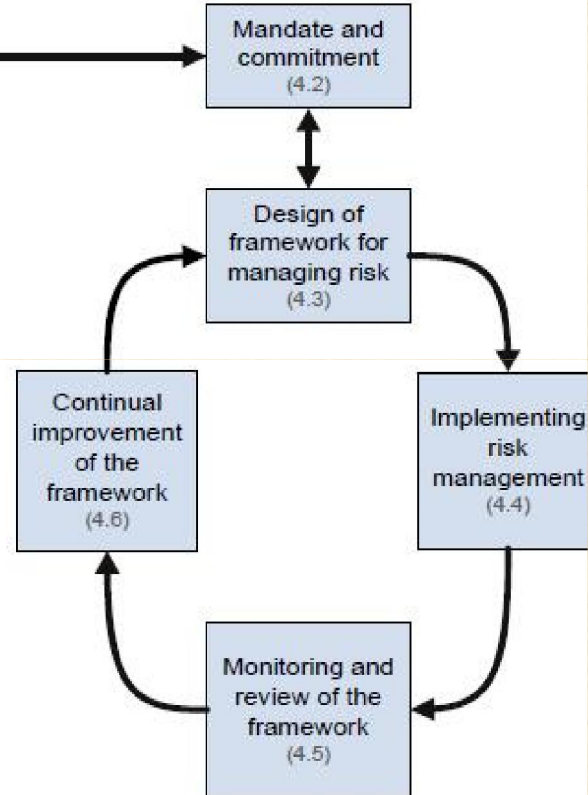 Mandate and
commitment
(4.2)
Design of
framework for
managing risk
(4.3)
Continual
improvement
of the
framework
(4.6)
Implementing
risk
management
(4.4)
Monitoring and
review of the
framework
(4.5)